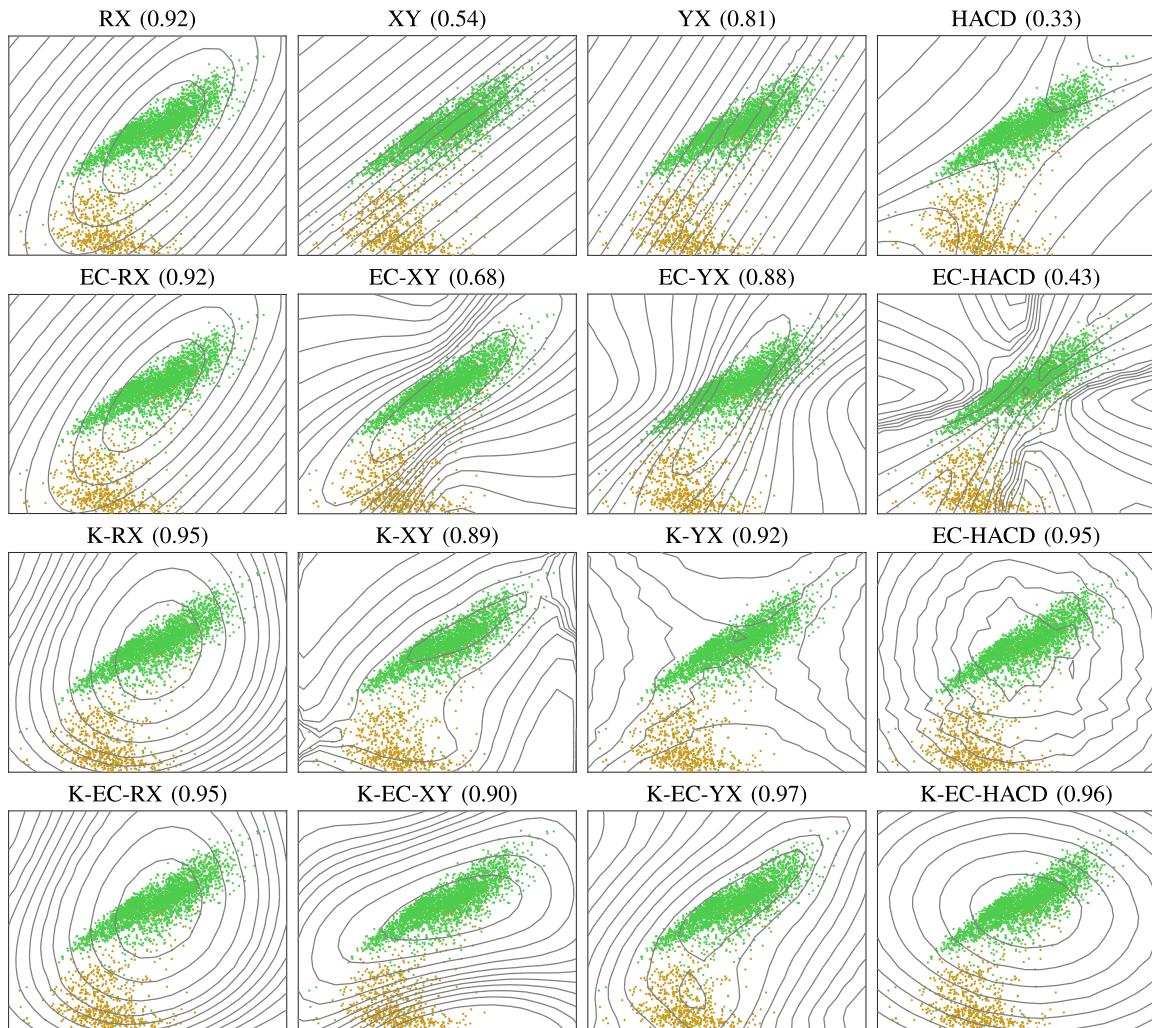 RX (0.92)
XY (0.54)
YX (0.81)
HACD (0.33)
EC-RX (0.92)
EC-XY (0.68)
EC-YX (0.88)
EC-HACD (0.43)
K-RX (0.95)
K-XY (0.89)
K-YX (0.92)
EC-HACD (0.95)
K-EC-RX (0.95)
K-EC-XY (0.90)
K-EC-YX (0.97)
K-EC-HACD (0.96)